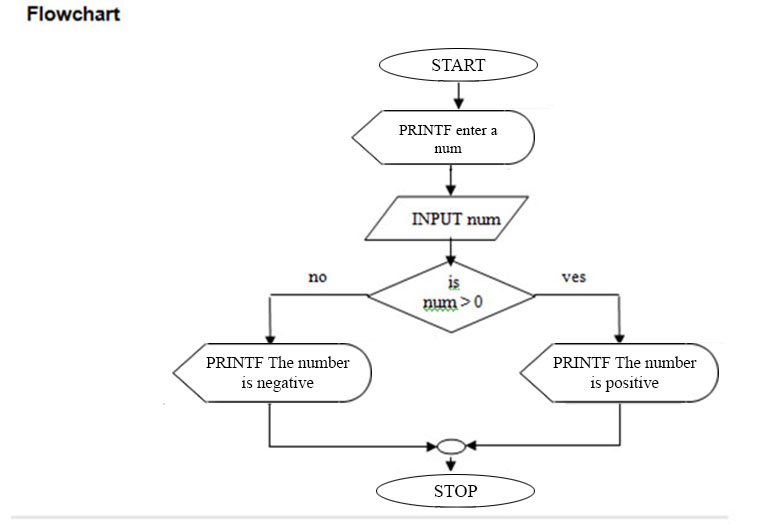 Flowchart
START
PRINTF enter a
num
INPUT num
no
is
num > 0
yes
PRINTF The number
is negative
PRINTF The number
is positive
STOP